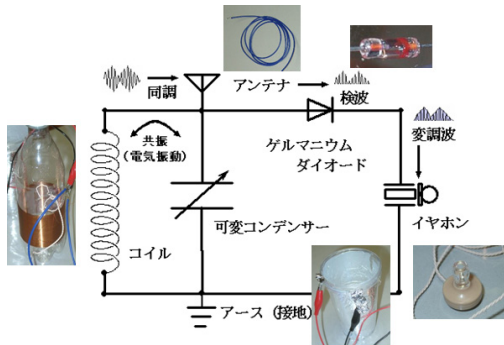 アンテナ
同調
検波
共振
(電気振動)
ゲルマニウム
ダイオード
変調波
コイル
可変コンデンサー
イヤホン
アース (接地)